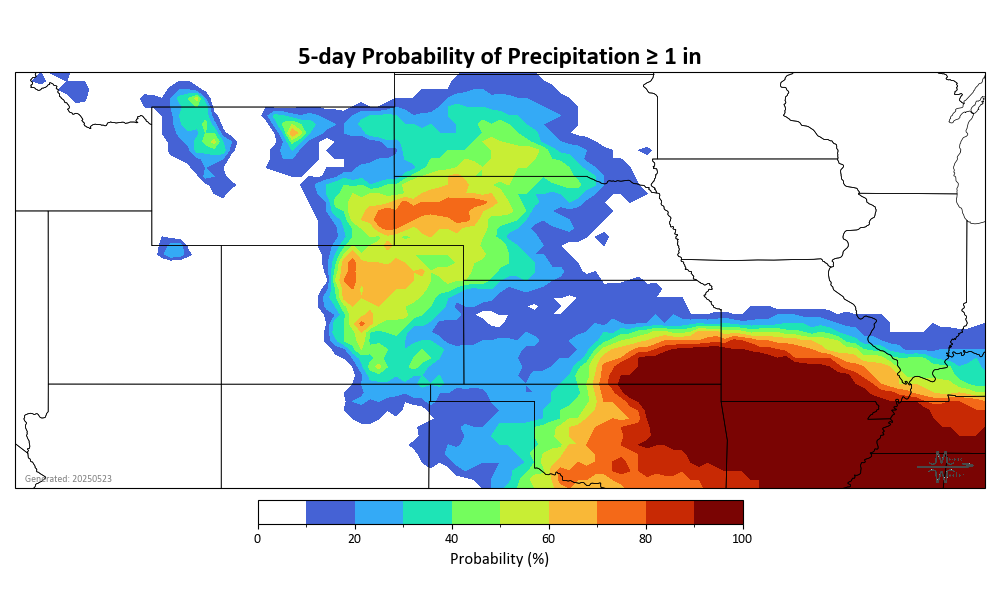 5-day Probability of Precipitation ≥ 1 in
Generated: 20250523
0 20 40 60 80 100
Probability (%)